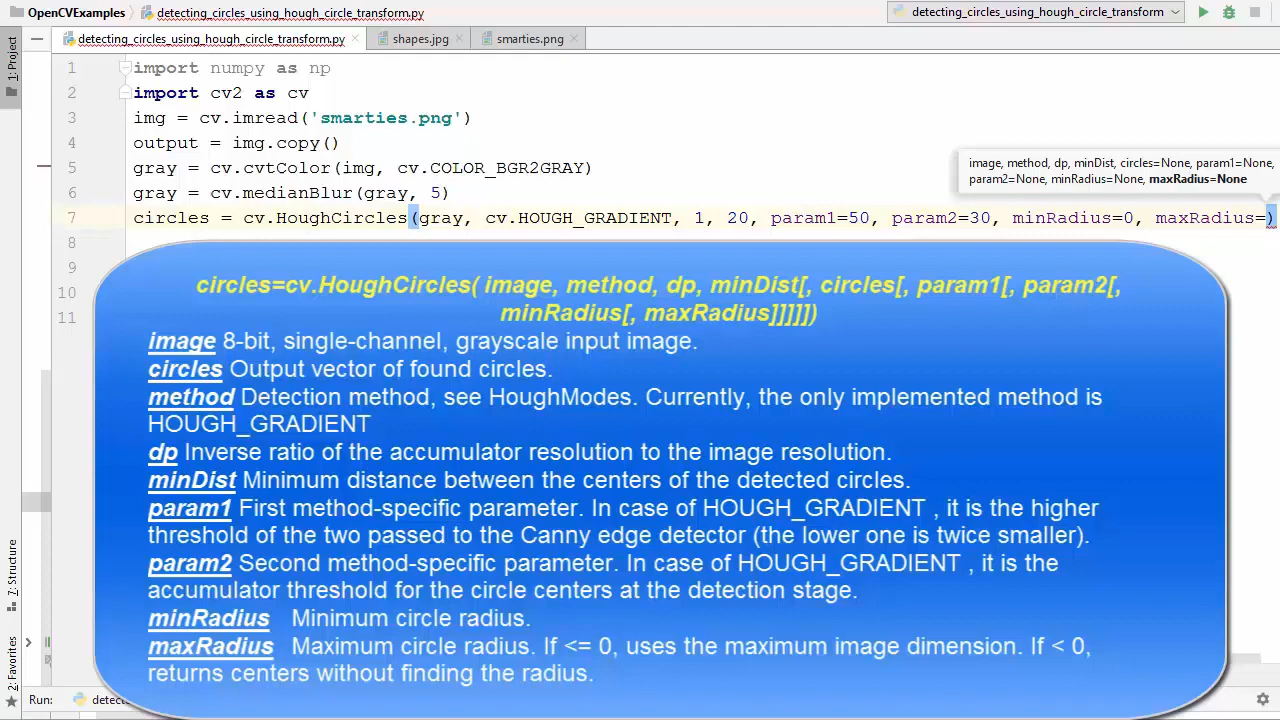 OpenCVExamples
detecting_circles_using_hough_circle_transform.py
detecting_circles_using_hough_circle_transform
detecting_circles_using_hough_circle_transform.py
shapes.jpg
smarties.png
1: Project
1 import numpy as np
2 import cv2 as cv
3 img = cv.imread('smarties.png')
4 output = img.copy()
5 gray = cv.cvtColor(img, cv.COLOR_BGR2GRAY)
6 gray = cv.medianBlur(gray, 5)
7 circles = cv.HoughCircles(gray, cv.HOUGH_GRADIENT, 1, 20, param1=50, param2=30, minRadius=0, maxRadius=)
8
9
10
11
image, method, dp, minDist, circles=None, param1=None,
param2=None, minRadius=None, maxRadius=None
circles=cv.HoughCircles( image, method, dp, minDist[, circles[, param1[, param2[,
minRadius[, maxRadius]]]]])
image 8-bit, single-channel, grayscale input image.
circles Output vector of found circles.
method Detection method, see HoughModes. Currently, the only implemented method is
HOUGH_GRADIENT
dp Inverse ratio of the accumulator resolution to the image resolution.
minDist Minimum distance between the centers of the detected circles.
param1 First method-specific parameter. In case of HOUGH_GRADIENT , it is the higher
threshold of the two passed to the Canny edge detector (the lower one is twice smaller).
param2 Second method-specific parameter. In case of HOUGH_GRADIENT , it is the
accumulator threshold for the circle centers at the detection stage.
minRadius Minimum circle radius.
maxRadius Maximum circle radius. If <= 0, uses the maximum image dimension. If < 0,
returns centers without finding the radius.
7: Structure
2: Favorites
Run:
detec